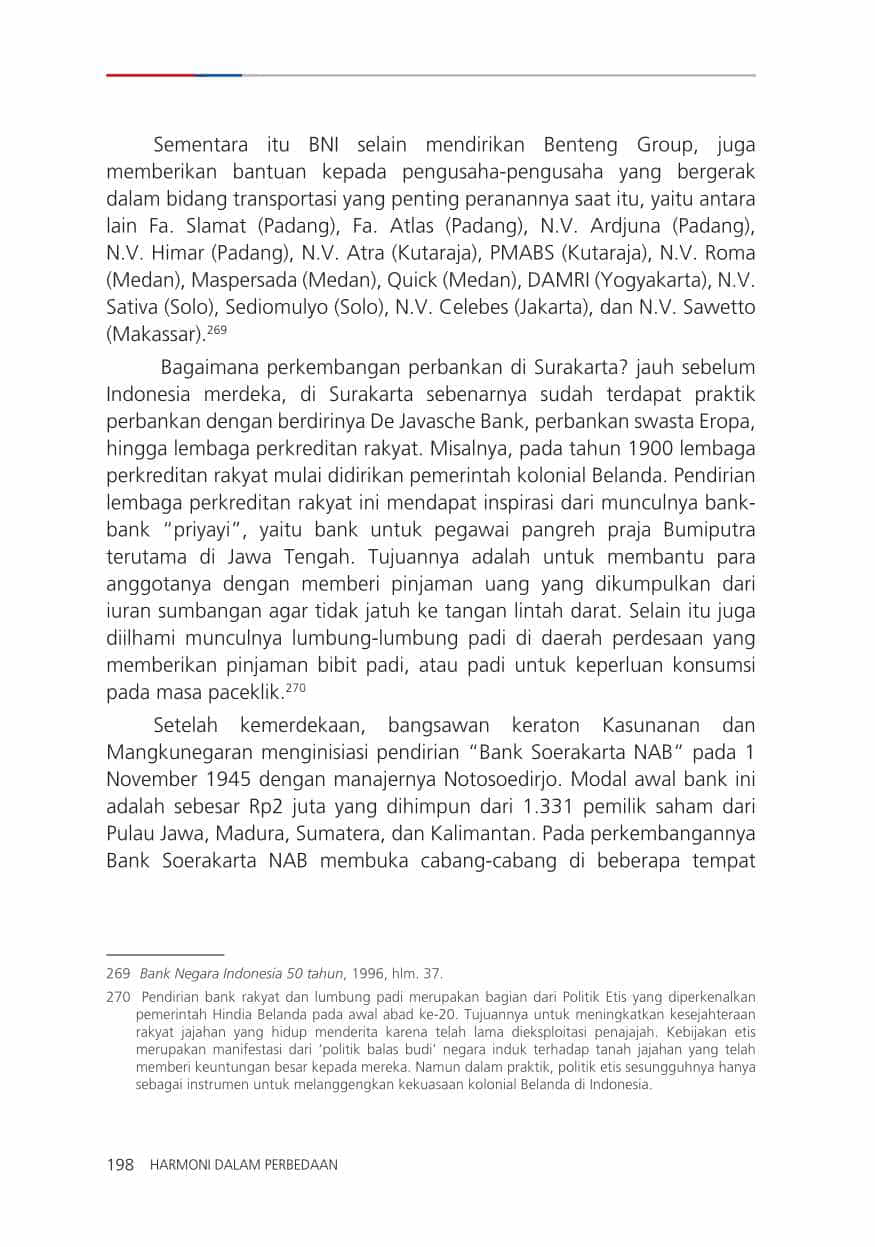 Sementara itu BNI selain mendirikan Benteng Group, juga
memberikan bantuan kepada pengusaha-pengusaha yang bergerak
dalam bidang transportasi yang penting peranannya saat itu, yaitu antara
lain Fa. Slamat (Padang), Fa. Atlas (Padang), N.V. Ardjuna (Padang),
N.V. Himar (Padang), N.V. Atra (Kutaraja), PMABS (Kutaraja), N.V. Roma
(Medan), Maspersada (Medan), Quick (Medan), DAMRI (Yogyakarta), N.V.
Sativa (Solo), Sediomulyo (Solo), N.V. Celebes (Jakarta), dan N.V. Sawetto
(Makassar).269
Bagaimana perkembangan perbankan di Surakarta? jauh sebelum
Indonesia merdeka, di Surakarta sebenarnya sudah terdapat praktik
perbankan dengan berdirinya De Javasche Bank, perbankan swasta Eropa,
hingga lembaga perkreditan rakyat. Misalnya, pada tahun 1900 lembaga
perkreditan rakyat mulai didirikan pemerintah kolonial Belanda. Pendirian
lembaga perkreditan rakyat ini mendapat inspirasi dari munculnya bank-
bank “priyayi”, yaitu bank untuk pegawai pangreh praja Bumiputra
terutama di Jawa Tengah. Tujuannya adalah untuk membantu para
anggotanya dengan memberi pinjaman uang yang dikumpulkan dari
iuran sumbangan agar tidak jatuh ke tangan lintah darat. Selain itu juga
diilhami munculnya lumbung-lumbung padi di daerah perdesaan yang
memberikan pinjaman bibit padi, atau padi untuk keperluan konsumsi
pada masa paceklik.270
Setelah kemerdekaan, bangsawan keraton Kasunanan dan
Mangkunegaran menginisiasi pendirian “Bank Soerakarta NAB” pada 1
November 1945 dengan manajernya Notosoedirjo. Modal awal bank ini
adalah sebesar Rp2 juta yang dihimpun dari 1.331 pemilik saham dari
Pulau Jawa, Madura, Sumatera, dan Kalimantan. Pada perkembangannya
Bank Soerakarta NAB membuka cabang-cabang di beberapa tempat
269 Bank Negara Indonesia 50 tahun, 1996, hlm. 37.
270 Pendirian bank rakyat dan lumbung padi merupakan bagian dari Politik Etis yang diperkenalkan
pemerintah Hindia Belanda pada awal abad ke-20. Tujuannya untuk meningkatkan kesejahteraan
rakyat jajahan yang hidup menderita karena telah lama dieksploitasi penajajah. Kebijakan etis
merupakan manifestasi dari ‘politik balas budi’ negara induk terhadap tanah jajahan yang telah
memberi keuntungan besar kepada mereka. Namun dalam praktik, politik etis sesungguhnya hanya
sebagai instrumen untuk melanggengkan kekuasaan kolonial Belanda di Indonesia.
198 HARMONI DALAM PERBEDAAN